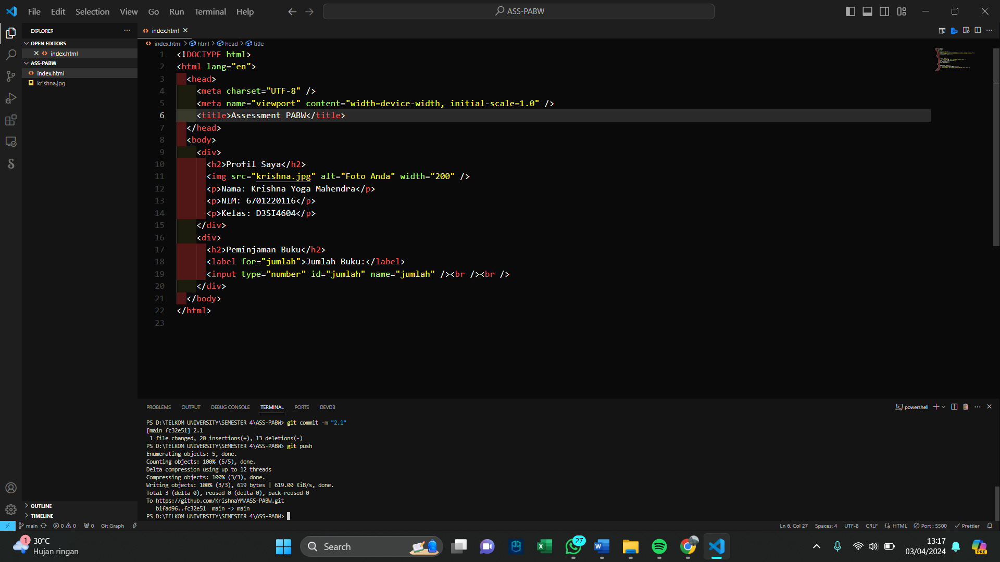 File Edit Selection View Go Run Terminal Help
ASS-PABW
EXPLORER
OPEN EDITORS
index.html
ASS-PABW
index.html
krishna.jpg
OUTLINE
TIMELINE
index.html
index.html > html > head > title
1 <!DOCTYPE html>
2 <html lang="en">
3 <head>
4 <meta charset="UTF-8" />
5 <meta name="viewport" content="width=device-width, initial-scale=1.0" />
6 <title>Assessment PABW</title>
7 </head>
8 <body>
9 <div>
10 <h2>Profil Saya</h2>
11 <img src="krishna.jpg" alt="Foto Anda" width="200" />
12 <p>Nama: Krishna Yoga Mahendra</p>
13 <p>NIM: 6701220116</p>
14 <p>Kelas: D3SI4604</p>
15 </div>
16 <div>
17 <h2>Peminjaman Buku</h2>
18 <label for="jumlah">Jumlah Buku:</label>
19 <input type="number" id="jumlah" name="jumlah" /><br /><br />
20 </div>
21 </body>
22 </html>
23
PROBLEMS OUTPUT DEBUG CONSOLE TERMINAL PORTS DEVDB
powershell
PS D:\TELKOM UNIVERSITY\SEMESTER 4\ASS-PABW> git commit -m "2.1"
[main fc32e51] 2.1
1 file changed, 20 insertions(+), 13 deletions(-)
PS D:\TELKOM UNIVERSITY\SEMESTER 4\ASS-PABW> git push
Enumerating objects: 5, done.
Counting objects: 100% (5/5), done.
Delta compression using up to 12 threads
Compressing objects: 100% (3/3), done.
Writing objects: 100% (3/3), 619 bytes | 619.00 KiB/s, done.
Total 3 (delta 0), reused 0 (delta 0), pack-reused 0
To https://github.com/KrishnaYM/ASS-PABW.git
b1fad96..fc32e51 main -> main
PS D:\TELKOM UNIVERSITY\SEMESTER 4\ASS-PABW>
main 0 0 0 Git Graph
Ln 6, Col 27 Spaces: 4 UTF-8 CRLF HTML Port : 5500 Prettier
1
30°C
Hujan ringan
Search
27
13:17
03/04/2024
PRE